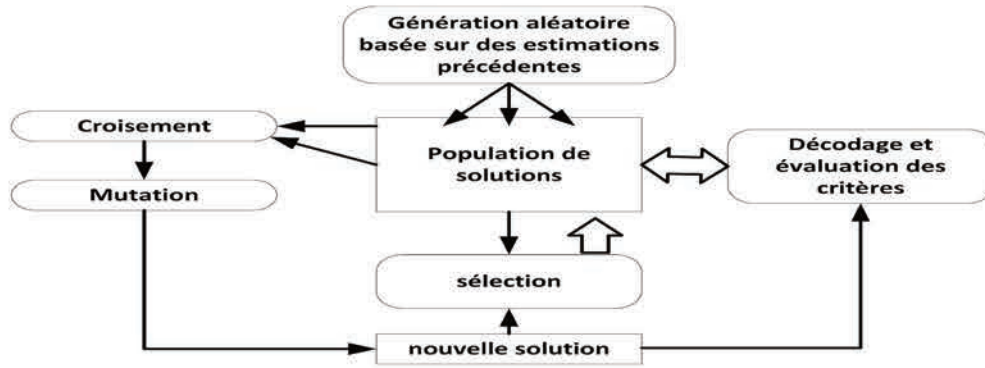 Génération aléatoire
basée sur des estimations
précédentes
Croisement
Population de
solutions
Décodage et
évaluation des
critères
Mutation
sélection
nouvelle solution